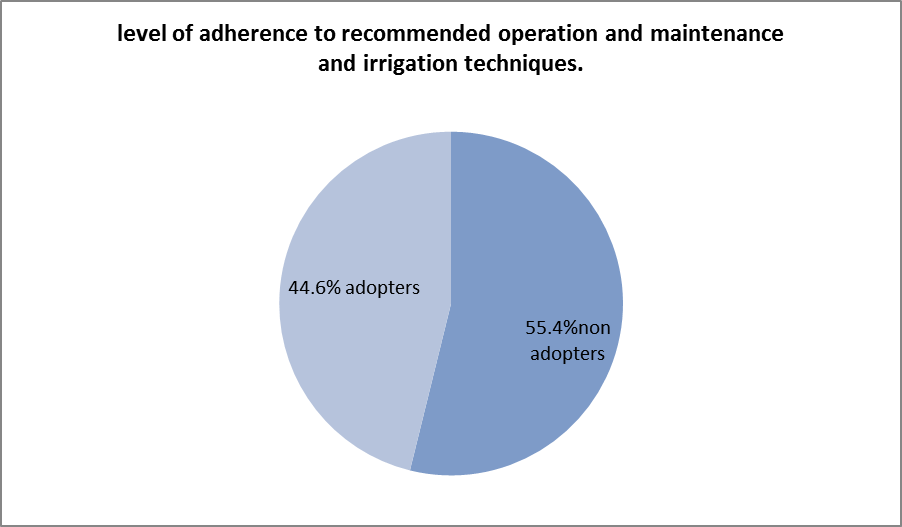 level of adherence to recommended operation and maintenance
and irrigation techniques.
44.6% adopters
55.4%non
adopters